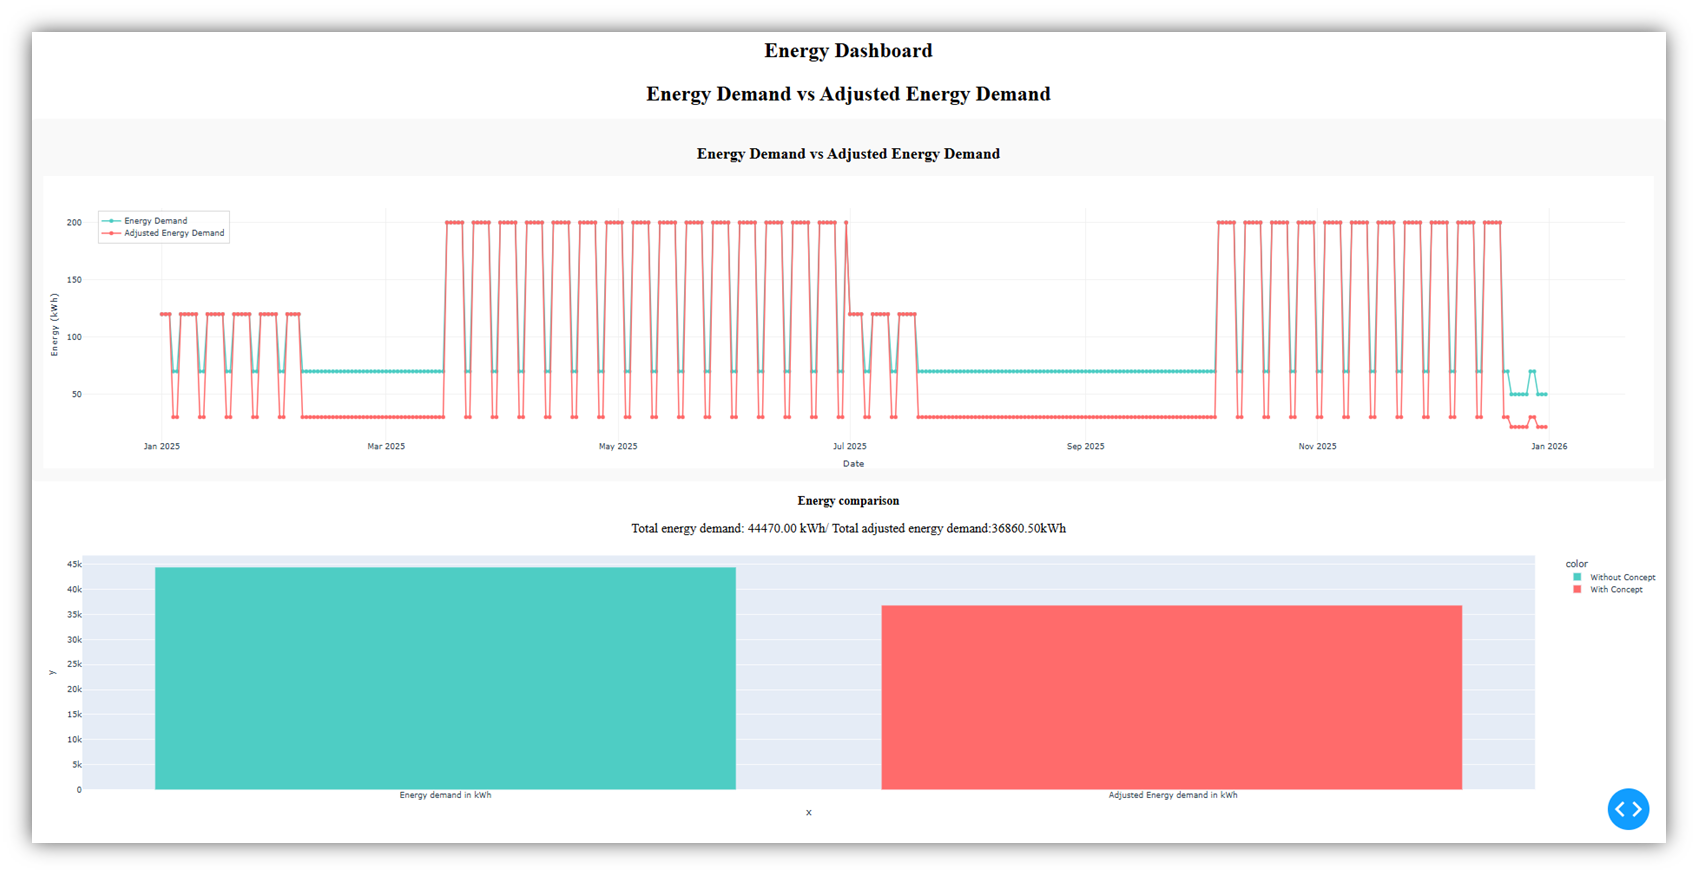 Energy Dashboard
Energy Demand vs Adjusted Energy Demand
Energy Demand vs Adjusted Energy Demand
Energy Demand
Adjusted Energy Demand
200
150
100
50
Energy (kWh)
Jan 2025 Mar 2025 May 2025 Jul 2025 Sep 2025 Nov 2025 Jan 2026
Date
Energy comparison
Total energy demand: 44470.00 kWh/ Total adjusted energy demand:36860.50kWh
color
Without Concept
With Concept
45k
40k
35k
30k
25k
20k
15k
10k
5k
0
y
Energy demand in kWh Adjusted Energy demand in kWh
x